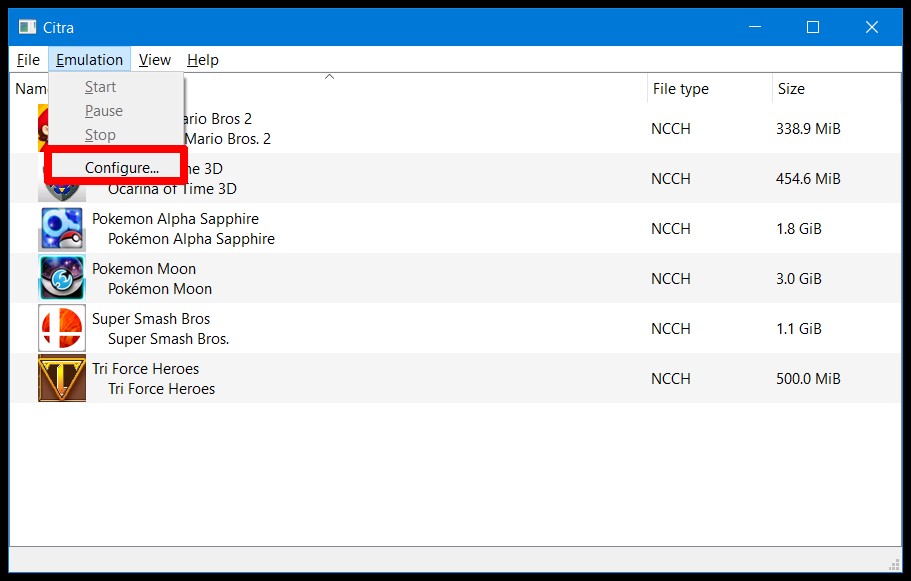 Citra
File Emulation View Help
File type Size
Start
Pause
Stop
Configure...
ario Bros 2
Mario Bros. 2
NCCH 338.9 MiB
ne 3D
Ocarina of Time 3D
NCCH 454.6 MiB
Pokemon Alpha Sapphire
Pokémon Alpha Sapphire
NCCH 1.8 GiB
Pokemon Moon
Pokémon Moon
NCCH 3.0 GiB
Super Smash Bros
Super Smash Bros.
NCCH 1.1 GiB
Tri Force Heroes
Tri Force Heroes
NCCH 500.0 MiB